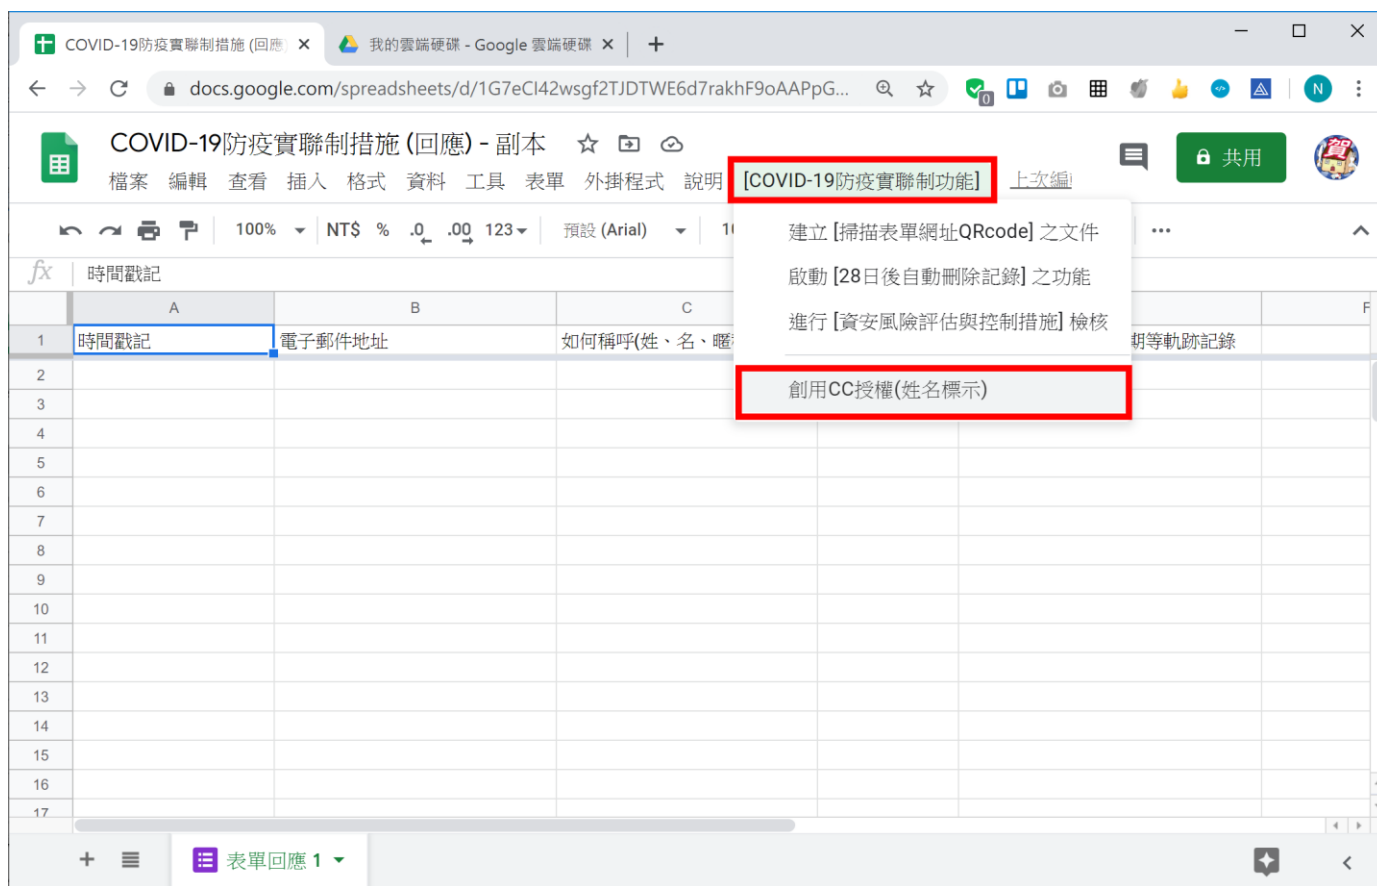 COVID-19防疫實聯制措施 (回應
我的雲端硬碟 - Google 雲端硬碟
docs.google.com/spreadsheets/d/1G7eCI42wsgf2TJDTWE6d7rakhF9oAAPpG...
0
N
COVID-19防疫實聯制措施 (回應) - 副本
共用
賀
檔案 編輯 查看 插入 格式 資料 工具 表單 外掛程式 說明 [COVID-19防疫實聯制功能] 上次編
100% NT$ % .0 .00 123 預設 (Arial) 10
建立 [掃描表單網址QRcode] 之文件
啟動 [28日後自動刪除記錄] 之功能
進行 [資安風險評估與控制措施] 檢核
創用CC授權(姓名標示)
fx 時間戳記
A B C F
1 時間戳記 電子郵件地址 如何稱呼(姓、名、暱 期等軌跡記錄
2
3
4
5
6
7
8
9
10
11
12
13
14
15
16
17
表單回應 1